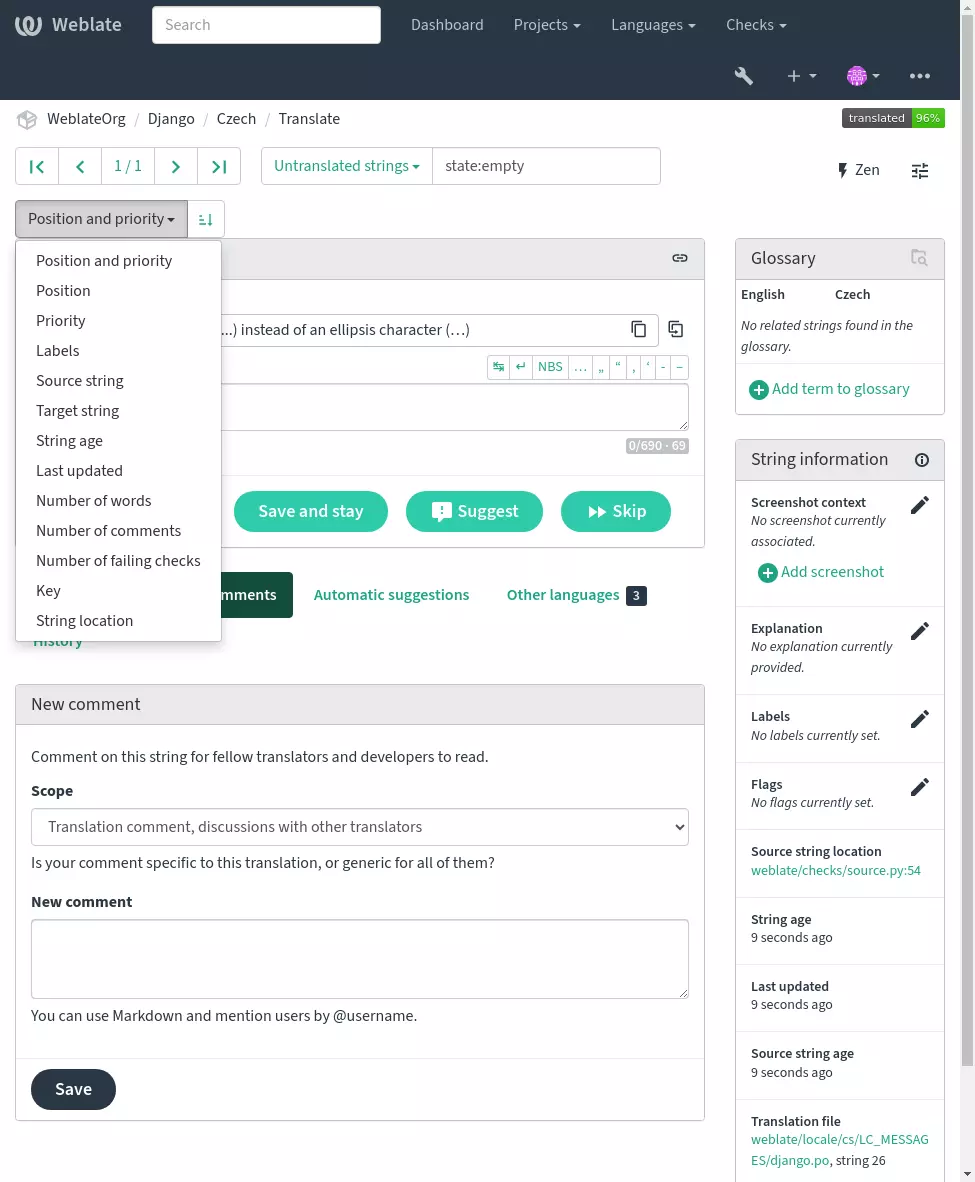 Weblate
Search
Dashboard
Projects
Languages
Checks
WeblateOrg / Django / Czech / Translate
translated 96%
1 / 1
Untranslated strings
state:empty
Zen
Position and priority
Position and priority
Position
Priority
Labels
Source string
Target string
String age
Last updated
Number of words
Number of comments
Number of failing checks
Key
String location
...) instead of an ellipsis character (…)
NBS … „ “ ‚ ‘ - –
0/690 · 69
Save and stay
Suggest
Skip
mments
Automatic suggestions
Other languages 3
History
New comment
Comment on this string for fellow translators and developers to read.
Scope
Translation comment, discussions with other translators
Is your comment specific to this translation, or generic for all of them?
New comment
You can use Markdown and mention users by @username.
Save
Glossary
English Czech
No related strings found in the
glossary.
Add term to glossary
String information
Screenshot context
No screenshot currently
associated.
Add screenshot
Explanation
No explanation currently
provided.
Labels
No labels currently set.
Flags
No flags currently set.
Source string location
weblate/checks/source.py:54
String age
9 seconds ago
Last updated
9 seconds ago
Source string age
9 seconds ago
Translation file
weblate/locale/cs/LC_MESSAG
ES/django.po, string 26